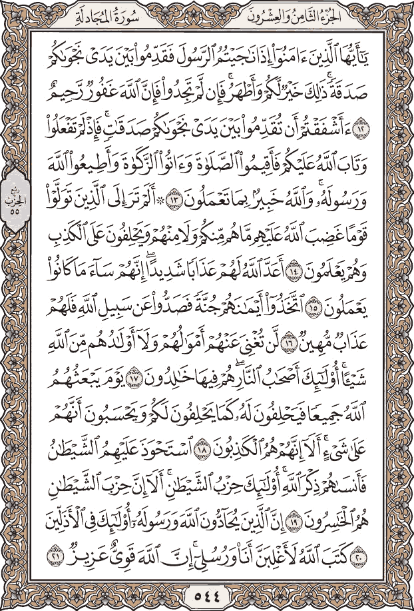 الجزء الثامن والعشرون سورة المجادلة
يَٰٓأَيُّهَا ٱلَّذِينَ ءَامَنُوٓا۟ إِذَا نَٰجَيْتُمُ ٱلرَّسُولَ فَقَدِّمُوا۟ بَيْنَ يَدَىْ نَجْوَىٰكُمْ
صَدَقَةً ۚ ذَٰلِكَ خَيْرٌ لَّكُمْ وَأَطْهَرُ ۚ فَإِن لَّمْ تَجِدُوا۟ فَإِنَّ ٱللَّهَ غَفُورٌ رَّحِيمٌ
١٢ ءَأَشْفَقْتُمْ أَن تُقَدِّمُوا۟ بَيْنَ يَدَىْ نَجْوَىٰكُمْ صَدَقَٰتٍ ۚ فَإِذْ لَمْ تَفْعَلُوا۟
وَتَابَ ٱللَّهُ عَلَيْكُمْ فَأَقِيمُوا۟ ٱلصَّلَوٰةَ وَءَاتُوا۟ ٱلزَّكَوٰةَ وَأَطِيعُوا۟ ٱللَّهَ
وَرَسُولَهُۥ ۚ وَٱللَّهُ خَبِيرٌۢ بِمَا تَعْمَلُونَ ١٣ ۞ أَلَمْ تَرَ إِلَى ٱلَّذِينَ تَوَلَّوْا۟
ربع
الحزب
٥٥
قَوْمًا غَضِبَ ٱللَّهُ عَلَيْهِم مَّا هُم مِّنكُمْ وَلَا مِنْهُمْ وَيَحْلِفُونَ عَلَى ٱلْكَذِبِ
وَهُمْ يَعْلَمُونَ ١٤ أَعَدَّ ٱللَّهُ لَهُمْ عَذَابًا شَدِيدًا ۖ إِنَّهُمْ سَآءَ مَا كَانُوا۟
يَعْمَلُونَ ١٥ ٱتَّخَذُوٓا۟ أَيْمَٰنَهُمْ جُنَّةً فَصَدُّوا۟ عَن سَبِيلِ ٱللَّهِ فَلَهُمْ
عَذَابٌ مُّهِينٌ ١٦ لَّن تُغْنِىَ عَنْهُمْ أَمْوَٰلُهُمْ وَلَآ أَوْلَٰدُهُم مِّنَ ٱللَّهِ
شَيْـًٔا ۚ أُو۟لَٰٓئِكَ أَصْحَٰبُ ٱلنَّارِ ۖ هُمْ فِيهَا خَٰلِدُونَ ١٧ يَوْمَ يَبْعَثُهُمُ
ٱللَّهُ جَمِيعًا فَيَحْلِفُونَ لَهُۥ كَمَا يَحْلِفُونَ لَكُمْ ۖ وَيَحْسَبُونَ أَنَّهُمْ
عَلَىٰ شَىْءٍ ۚ أَلَآ إِنَّهُمْ هُمُ ٱلْكَٰذِبُونَ ١٨ ٱسْتَحْوَذَ عَلَيْهِمُ ٱلشَّيْطَٰنُ
فَأَنسَىٰهُمْ ذِكْرَ ٱللَّهِ ۚ أُو۟لَٰٓئِكَ حِزْبُ ٱلشَّيْطَٰنِ ۚ أَلَآ إِنَّ حِزْبَ ٱلشَّيْطَٰنِ
هُمُ ٱلْخَٰسِرُونَ ١٩ إِنَّ ٱلَّذِينَ يُحَآدُّونَ ٱللَّهَ وَرَسُولَهُۥٓ أُو۟لَٰٓئِكَ فِى ٱلْأَذَلِّينَ
٢٠ كَتَبَ ٱللَّهُ لَأَغْلِبَنَّ أَنَا۠ وَرُسُلِىٓ ۚ إِنَّ ٱللَّهَ قَوِىٌّ عَزِيزٌ ٢١
٥٤٤